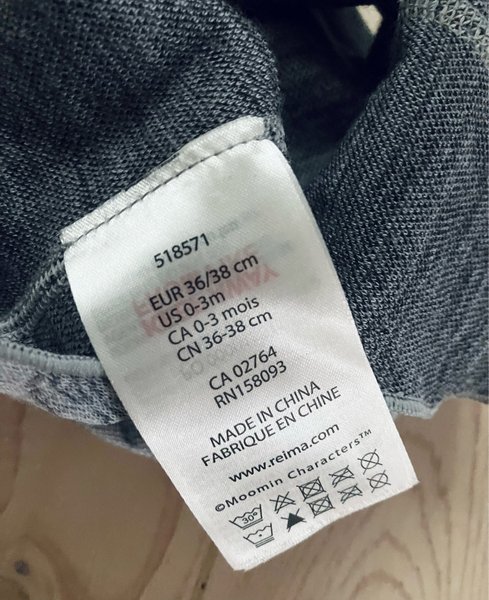 518571
EUR 36/38 cm
US 0-3m
CA 0-3 mois
CN 36-38 cm
CA 02764
RN158093
MADE IN CHINA
FABRIQUE EN CHINE
www.reima.com
©Moomin Characters™
30°